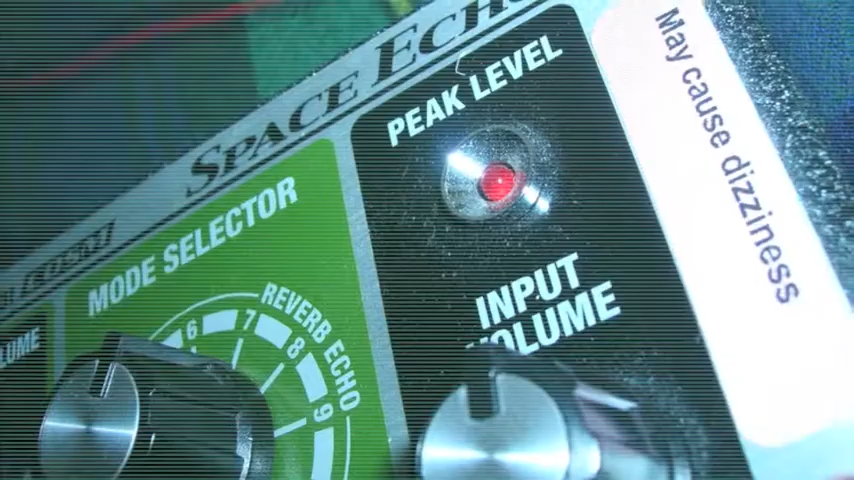 SPACE ECHO
PEAK LEVEL
May cause dizziness
MODE SELECTOR
REVERB ECHO
6
7
8
9
INPUT
VOLUME